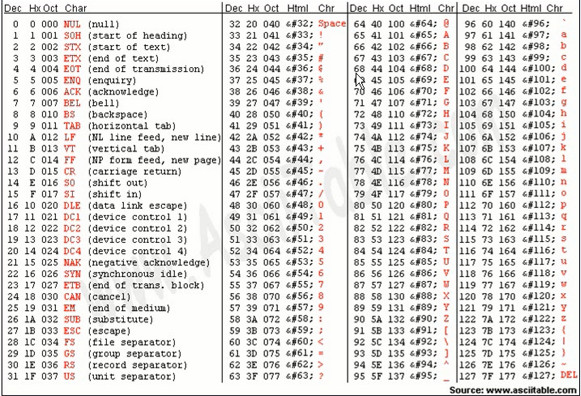 Dec Hx Oct Char Dec Hx Oct Html Chr Dec Hx Oct Html Chr Dec Hx Oct Html Chr
0 0 000 NUL (null) 32 20 040 &#32; Space 64 40 100 &#64; @ 96 60 140 &#96; `
1 1 001 SOH (start of heading) 33 21 041 &#33; ! 65 41 101 &#65; A 97 61 141 &#97; a
2 2 002 STX (start of text) 34 22 042 &#34; " 66 42 102 &#66; B 98 62 142 &#98; b
3 3 003 ETX (end of text) 35 23 043 &#35; # 67 43 103 &#67; C 99 63 143 &#99; c
4 4 004 EOT (end of transmission) 36 24 044 &#36; $ 68 44 104 &#68; D 100 64 144 &#100; d
5 5 005 ENQ (enquiry) 37 25 045 &#37; % 69 45 105 &#69; E 101 65 145 &#101; e
6 6 006 ACK (acknowledge) 38 26 046 &#38; & 70 46 106 &#70; F 102 66 146 &#102; f
7 7 007 BEL (bell) 39 27 047 &#39; ' 71 47 107 &#71; G 103 67 147 &#103; g
8 8 010 BS (backspace) 40 28 050 &#40; ( 72 48 110 &#72; H 104 68 150 &#104; h
9 9 011 TAB (horizontal tab) 41 29 051 &#41; ) 73 49 111 &#73; I 105 69 151 &#105; i
10 A 012 LF (NL line feed, new line) 42 2A 052 &#42; * 74 4A 112 &#74; J 106 6A 152 &#106; j
11 B 013 VT (vertical tab) 43 2B 053 &#43; + 75 4B 113 &#75; K 107 6B 153 &#107; k
12 C 014 FF (NP form feed, new page) 44 2C 054 &#44; , 76 4C 114 &#76; L 108 6C 154 &#108; l
13 D 015 CR (carriage return) 45 2D 055 &#45; - 77 4D 115 &#77; M 109 6D 155 &#109; m
14 E 016 SO (shift out) 46 2E 056 &#46; . 78 4E 116 &#78; N 110 6E 156 &#110; n
15 F 017 SI (shift in) 47 2F 057 &#47; / 79 4F 117 &#79; O 111 6F 157 &#111; o
16 10 020 DLE (data link escape) 48 30 060 &#48; 0 80 50 120 &#80; P 112 70 160 &#112; p
17 11 021 DC1 (device control 1) 49 31 061 &#49; 1 81 51 121 &#81; Q 113 71 161 &#113; q
18 12 022 DC2 (device control 2) 50 32 062 &#50; 2 82 52 122 &#82; R 114 72 162 &#114; r
19 13 023 DC3 (device control 3) 51 33 063 &#51; 3 83 53 123 &#83; S 115 73 163 &#115; s
20 14 024 DC4 (device control 4) 52 34 064 &#52; 4 84 54 124 &#84; T 116 74 164 &#116; t
21 15 025 NAK (negative acknowledge) 53 35 065 &#53; 5 85 55 125 &#85; U 117 75 165 &#117; u
22 16 026 SYN (synchronous idle) 54 36 066 &#54; 6 86 56 126 &#86; V 118 76 166 &#118; v
23 17 027 ETB (end of trans. block) 55 37 067 &#55; 7 87 57 127 &#87; W 119 77 167 &#119; w
24 18 030 CAN (cancel) 56 38 070 &#56; 8 88 58 130 &#88; X 120 78 170 &#120; x
25 19 031 EM (end of medium) 57 39 071 &#57; 9 89 59 131 &#89; Y 121 79 171 &#121; y
26 1A 032 SUB (substitute) 58 3A 072 &#58; : 90 5A 132 &#90; Z 122 7A 172 &#122; z
27 1B 033 ESC (escape) 59 3B 073 &#59; ; 91 5B 133 &#91; [ 123 7B 173 &#123; {
28 1C 034 FS (file separator) 60 3C 074 &#60; < 92 5C 134 &#92; \ 124 7C 174 &#124; |
29 1D 035 GS (group separator) 61 3D 075 &#61; = 93 5D 135 &#93; ] 125 7D 175 &#125; }
30 1E 036 RS (record separator) 62 3E 076 &#62; > 94 5E 136 &#94; ^ 126 7E 176 &#126; ~
31 1F 037 US (unit separator) 63 3F 077 &#63; ? 95 5F 137 &#95; _ 127 7F 177 &#127; DEL
Source: www.asciitable.com